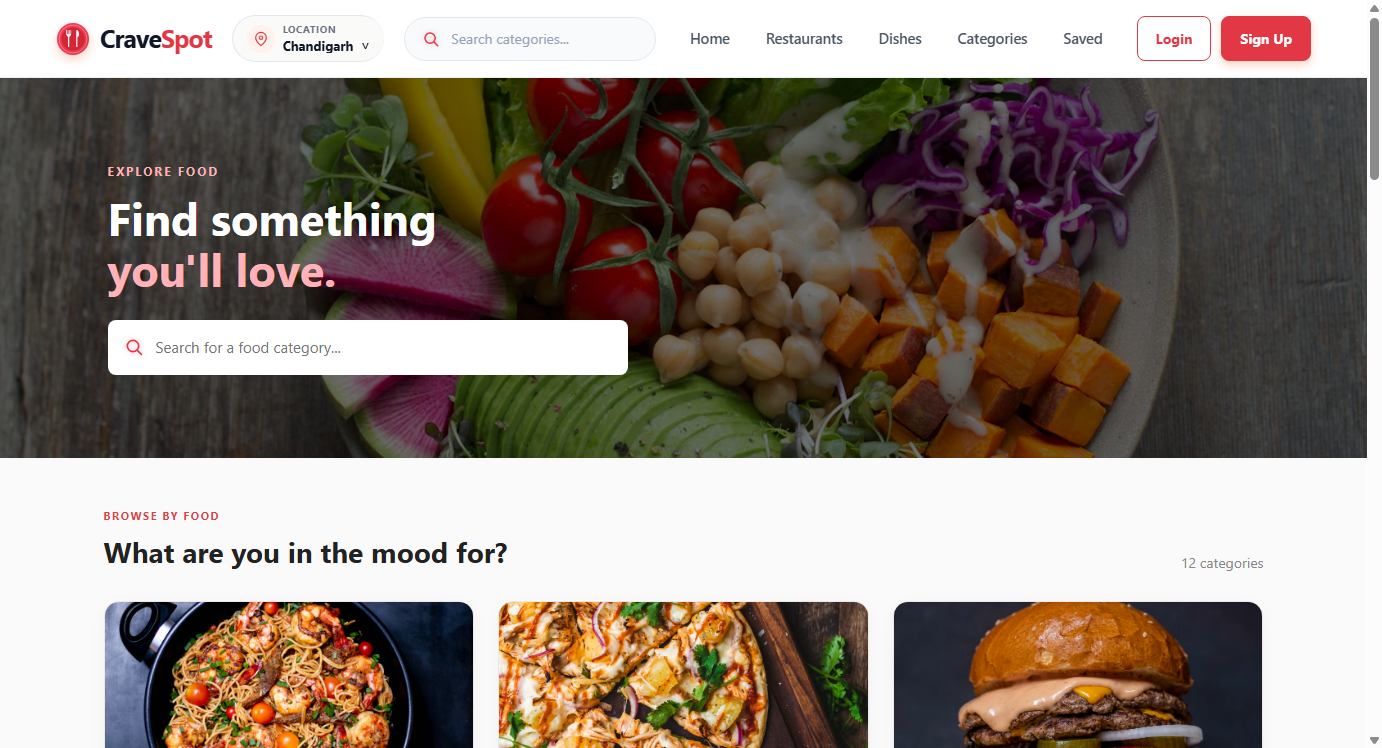 CraveSpot
LOCATION
Chandigarh
Search categories...
Home
Restaurants
Dishes
Categories
Saved
Login
Sign Up
EXPLORE FOOD
Find something
you'll love.
Search for a food category...
BROWSE BY FOOD
What are you in the mood for?
12 categories